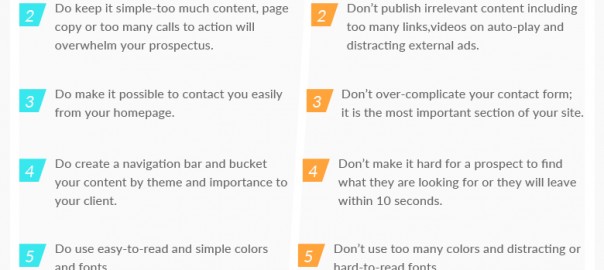 2
Do keep it simple-too much content, page
copy or too many calls to action will
overwhelm your prospectus.
2
Don't publish irrelevant content including
too many links,videos on auto-play and
distracting external ads.
3
Do make it possible to contact you easily
from your homepage.
3
Don't over-complicate your contact form;
it is the most important section of your site.
4
Do create a navigation bar and bucket
your content by theme and importance to
your client.
4
Don't make it hard for a prospect to find
what they are looking for or they will leave
within 10 seconds.
5
Do use easy-to-read and simple colors
and fonts
5
Don't use too many colors and distracting or
hard-to-read fonts